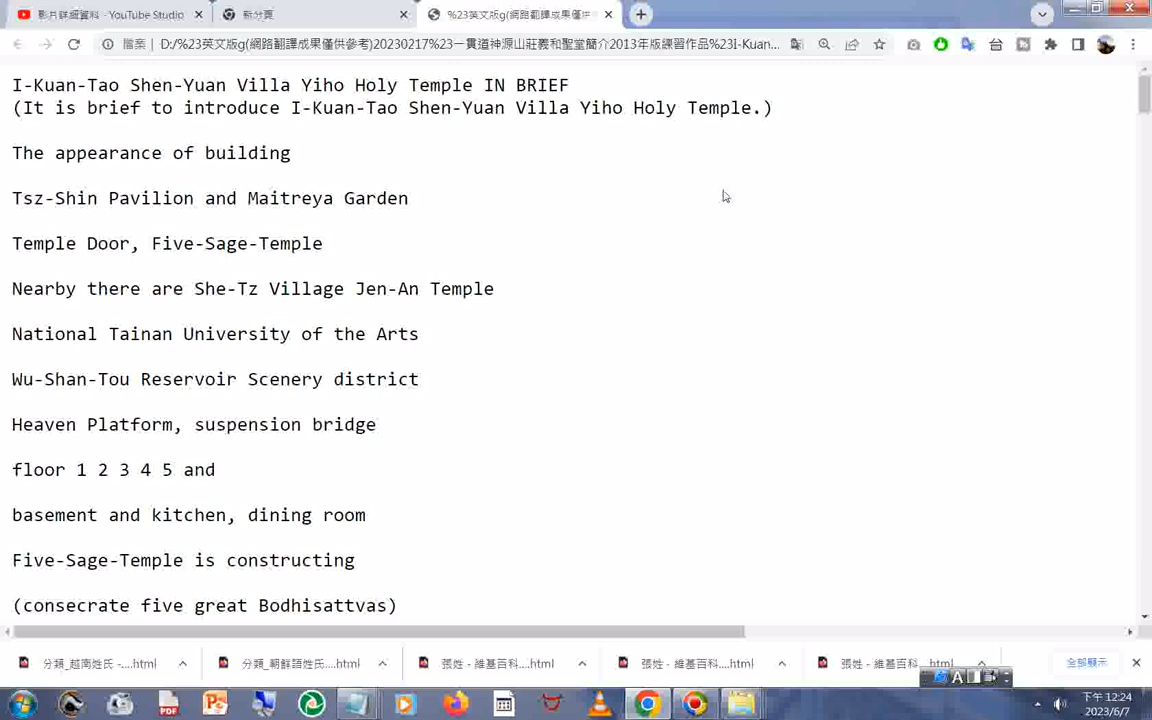 影片詳細資料 - YouTube Studio
新分頁
%23英文版g(網路翻譯成果僅供
檔案 | D:/%23英文版g(網路翻譯成果僅供參考)20230217%23一貫道神源山莊義和聖堂簡介2013年版練習作品%23I-Kuan...
I-Kuan-Tao Shen-Yuan Villa Yiho Holy Temple IN BRIEF
(It is brief to introduce I-Kuan-Tao Shen-Yuan Villa Yiho Holy Temple.)
The appearance of building
Tsz-Shin Pavilion and Maitreya Garden
Temple Door, Five-Sage-Temple
Nearby there are She-Tz Village Jen-An Temple
National Tainan University of the Arts
Wu-Shan-Tou Reservoir Scenery district
Heaven Platform, suspension bridge
floor 1 2 3 4 5 and
basement and kitchen, dining room
Five-Sage-Temple is constructing
(consecrate five great Bodhisattvas)
分類_越南姓氏 -....html
分類_朝鮮語姓氏....html
張姓 - 維基百科....html
張姓 - 維基百科....html
張姓 - 維基百科....html
全部顯示
A
PDF
下午 12:24
2023/6/7